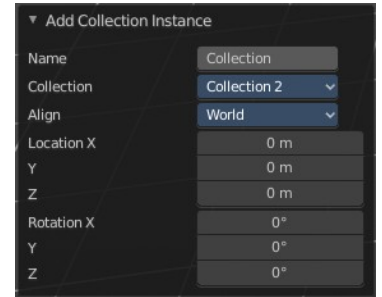 ▼ Add Collection Instance
Name Collection
Collection Collection 2
Align World
Location X 0 m
Y 0 m
Z 0 m
Rotation X 0°
Y 0°
Z 0°